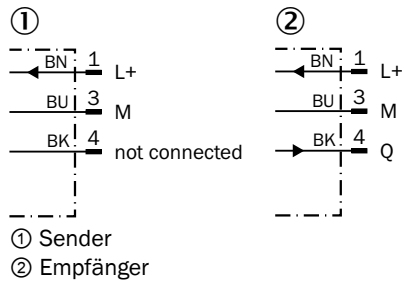 ① ②
BN 1 L+ BN 1 L+
BU 3 M BU 3 M
BK 4 not connected BK 4 Q
① Sender
② Empfänger